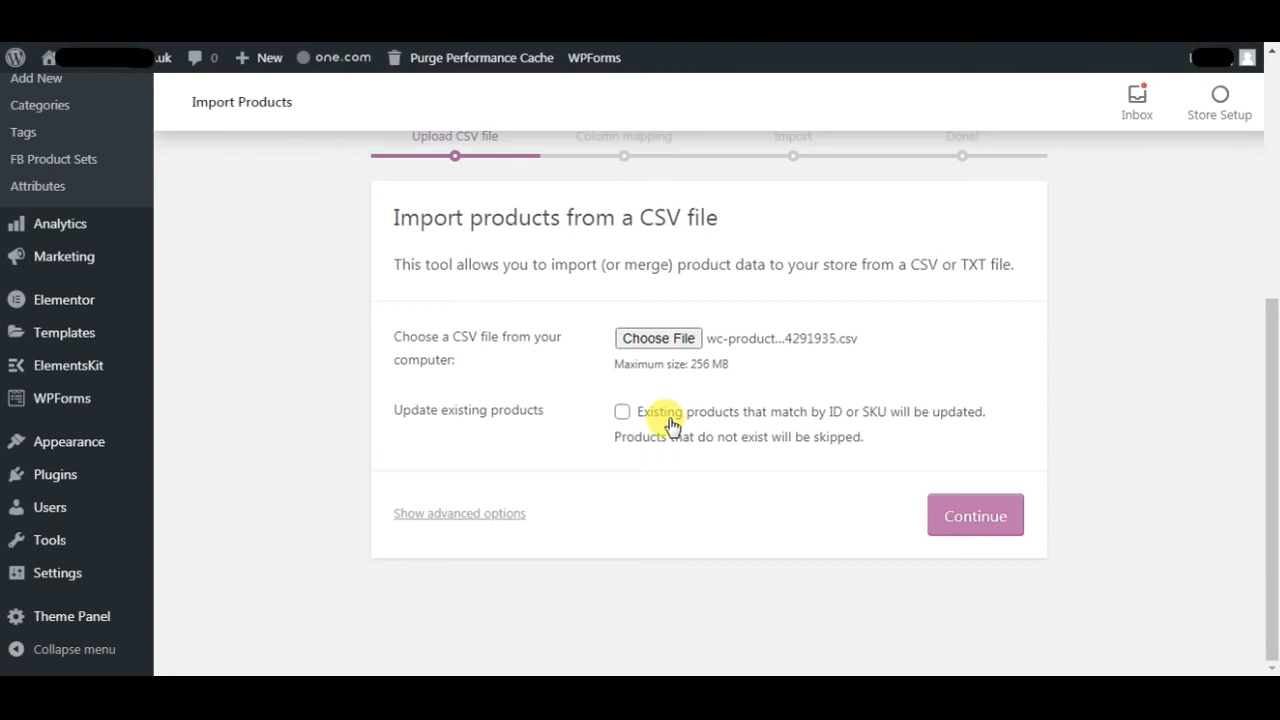 .uk
0
New
one.com
Purge Performance Cache
WPForms
Add New
Categories
Tags
FB Product Sets
Attributes
Analytics
Marketing
Elementor
Templates
ElementsKit
WPForms
Appearance
Plugins
Users
Tools
Settings
Theme Panel
Collapse menu
Import Products
Inbox
Store Setup
Upload CSV file
Column mapping
Import
Done!
Import products from a CSV file
This tool allows you to import (or merge) product data to your store from a CSV or TXT file.
Choose a CSV file from your
computer:
Choose File wc-product...4291935.csv
Maximum size: 256 MB
Update existing products
Existing products that match by ID or SKU will be updated.
Products that do not exist will be skipped.
Show advanced options
Continue